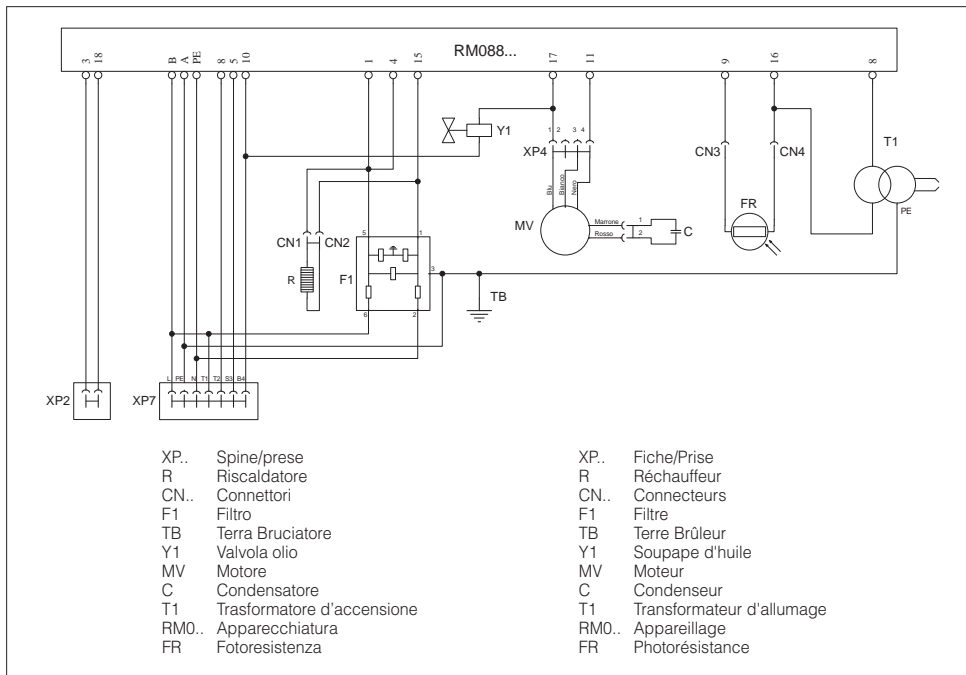 RM088...
3 18 B A PE 8 5 10 1 4 15 17 11 9 16 8
Y1
T1
1 2 3 4
XP4
CN3 CN4
Blu Bianco Nero
FR
PE
MV
Marrone 1
Rosso 2
C
CN1 CN2
5 1
R F1
3
TB
6 2
L PE N T1 T2 S3 B4
XP2 XP7
XP.. Spine/prese
R Riscaldatore
CN.. Connettori
F1 Filtro
TB Terra Bruciatore
Y1 Valvola olio
MV Motore
C Condensatore
T1 Trasformatore d'accensione
RM0.. Apparecchiatura
FR Fotoresistenza
XP.. Fiche/Prise
R Réchauffeur
CN.. Connecteurs
F1 Filtre
TB Terre Brûleur
Y1 Soupape d'huile
MV Moteur
C Condenseur
T1 Transformateur d'allumage
RM0.. Appareillage
FR Photorésistance